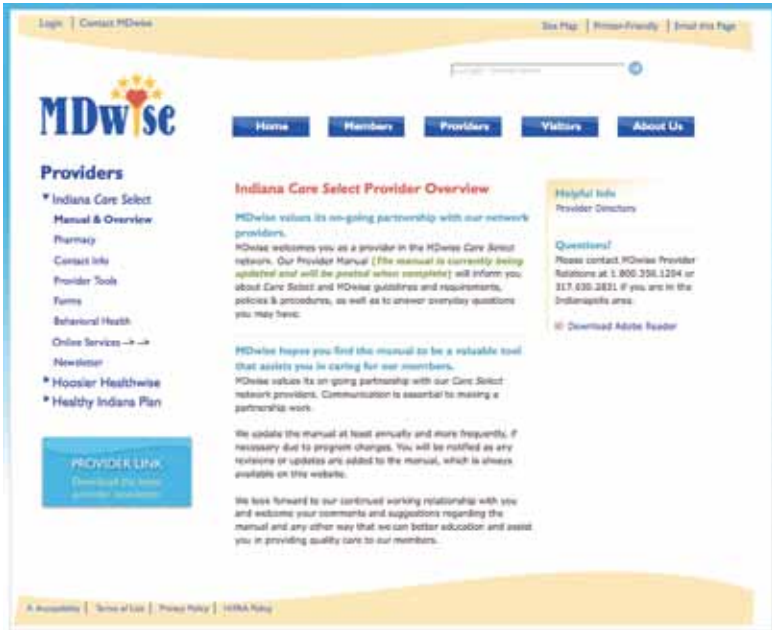 Login | Contact MDwise
Site Map | Printer-Friendly | Email this Page
MDwise
Home
Members
Providers
Visitors
About Us
Providers
Indiana Care Select
Manual & Overview
Pharmacy
Contact Info
Provider Tools
Forms
Behavioral Health
Online Services -> ->
Newsletter
Hoosier Healthwise
Healthy Indiana Plan
PROVIDER LINK
Download the latest
provider newsletter
Indiana Care Select Provider Overview
MDwise values its on-going partnership with our network
providers.
MDwise welcomes you as a provider in the MDwise Care Select
network. Our Provider Manual (The manual is currently being
updated and will be posted when complete) will inform you
about Care Select and MDwise guidelines and requirements,
policies & procedures, as well as to answer everyday questions
you may have.
MDwise hopes you find the manual to be a valuable tool
that assists you in caring for our members.
MDwise values its on-going partnership with our Care Select
network providers. Communication is essential to making a
partnership work.
We update the manual at least annually and more frequently, if
necessary due to program changes. You will be notified as any
revisions or updates are added to the manual, which is always
available on this website.
We look forward to our continued working relationship with you
and welcome your comments and suggestions regarding the
manual and any other way that we can better education and assist
you in providing quality care to our members.
Helpful Info
Provider Directory
Questions?
Please contact MDwise Provider
Relations at 1.800.356.1204 or
317.630.2831 if you are in the
Indianapolis area.
Download Adobe Reader
Accessibility | Terms of Use | Privacy Policy | HIPAA Policy